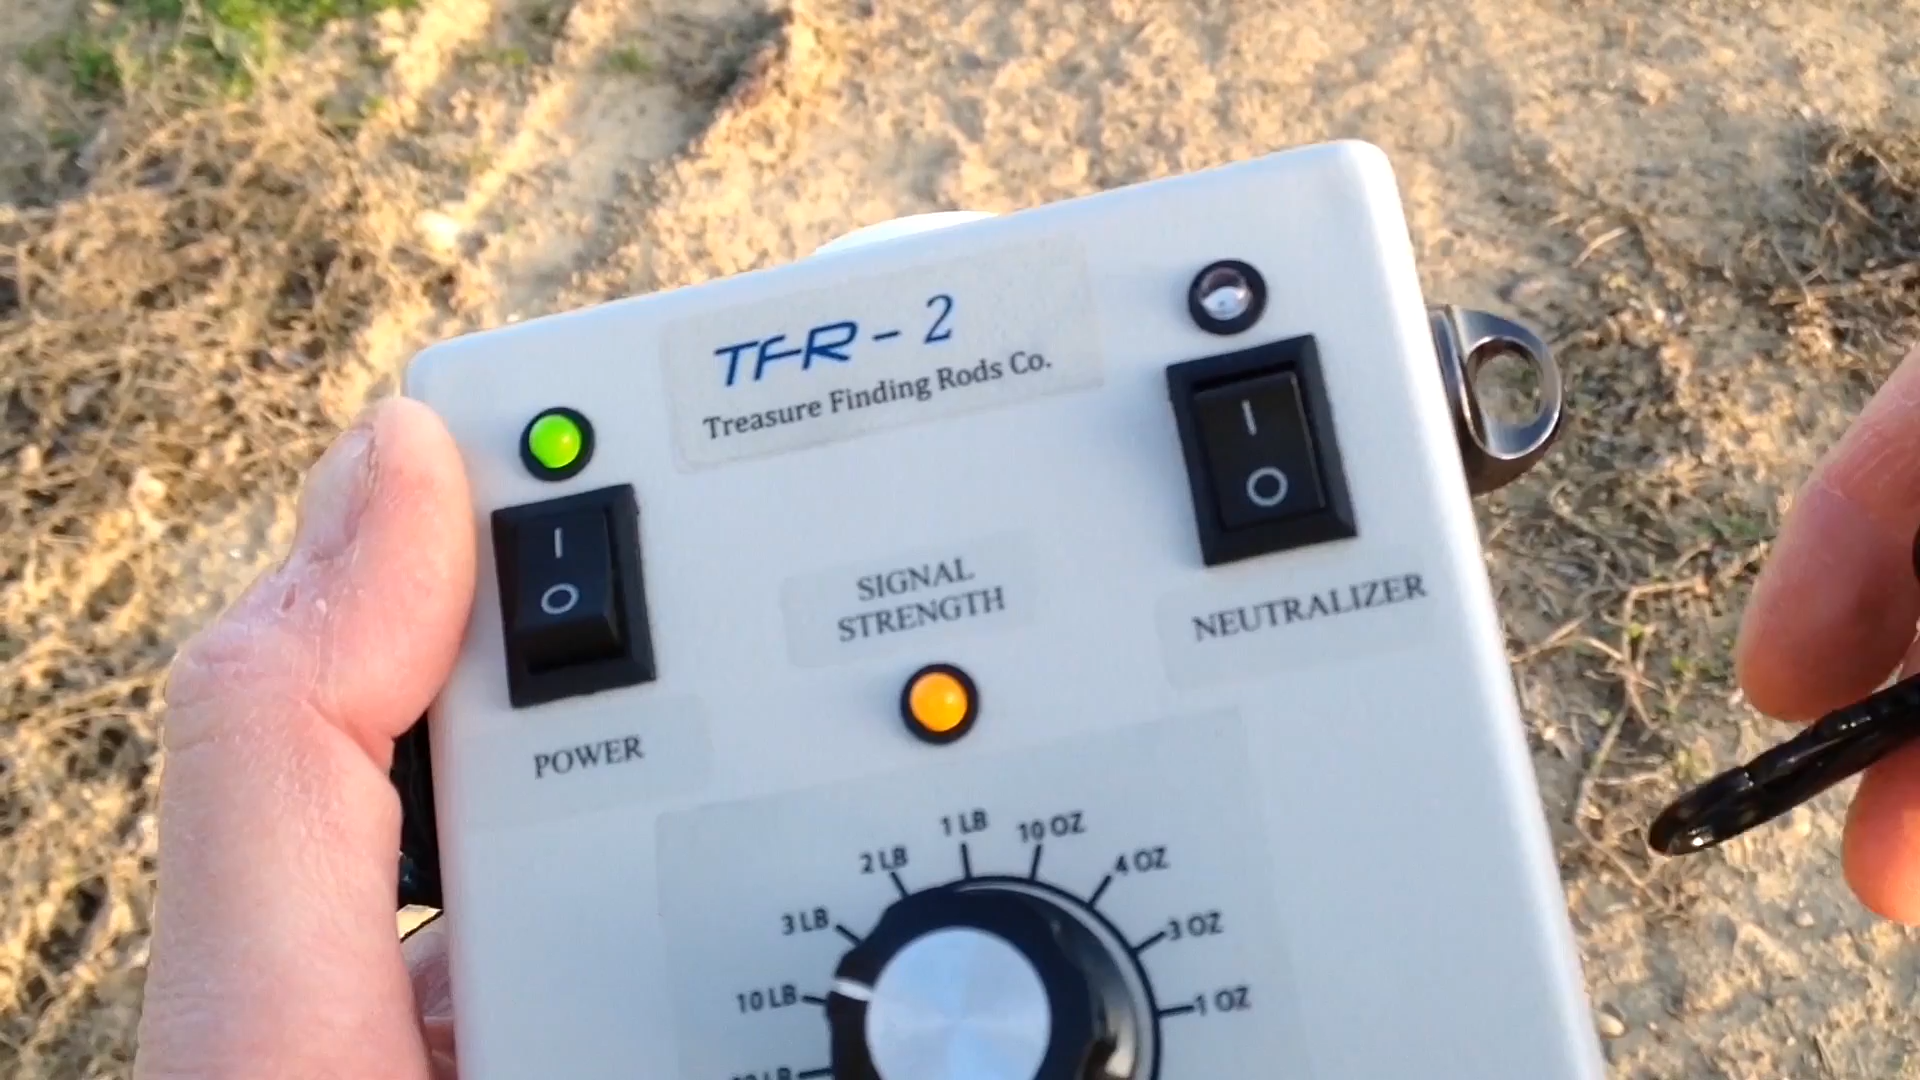 TFR - 2
Treasure Finding Rods Co.
I
O
I
O
SIGNAL
STRENGTH
NEUTRALIZER
POWER
1 LB
10 OZ
2 LB
4 OZ
3 LB
3 OZ
10 LB
1 OZ